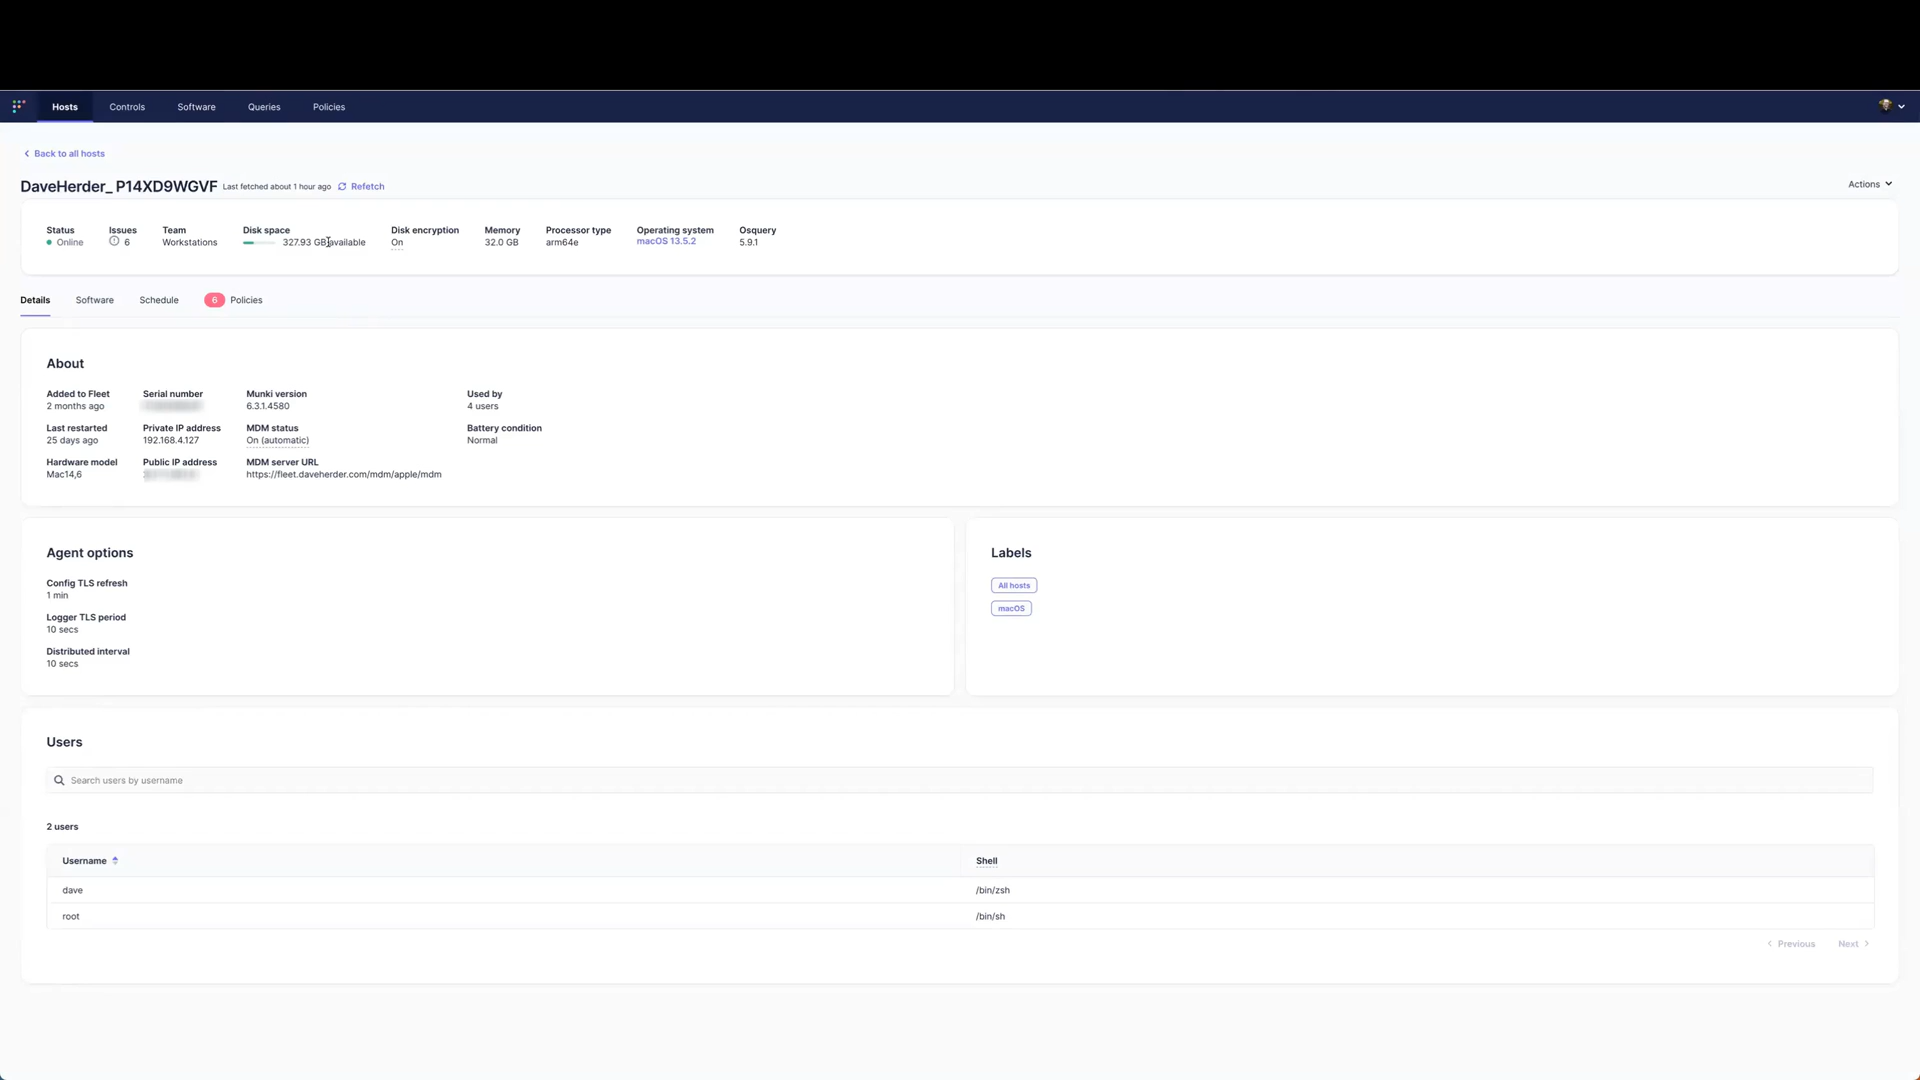 Hosts Controls Software Queries Policies
Back to all hosts
DaveHerder_ P14XD9WGVF Last fetched about 1 hour ago Refetch Actions
Status Issues Team Disk space Disk encryption Memory Processor type Operating system Osquery
Online 6 Workstations 327.93 GB available On 32.0 GB arm64e macOS 13.5.2 5.9.1
Details Software Schedule 6 Policies
About
Added to Fleet Serial number Munki version Used by
2 months ago 6.3.1.4580 4 users
Last restarted Private IP address MDM status Battery condition
25 days ago 192.168.4.127 On (automatic) Normal
Hardware model Public IP address MDM server URL
Mac14,6 https://fleet.daveherder.com/mdm/apple/mdm
Agent options Labels
Config TLS refresh All hosts
1 min
Logger TLS period macOS
10 secs
Distributed interval
10 secs
Users
Search users by username
2 users
Username Shell
dave /bin/zsh
root /bin/sh
Previous Next